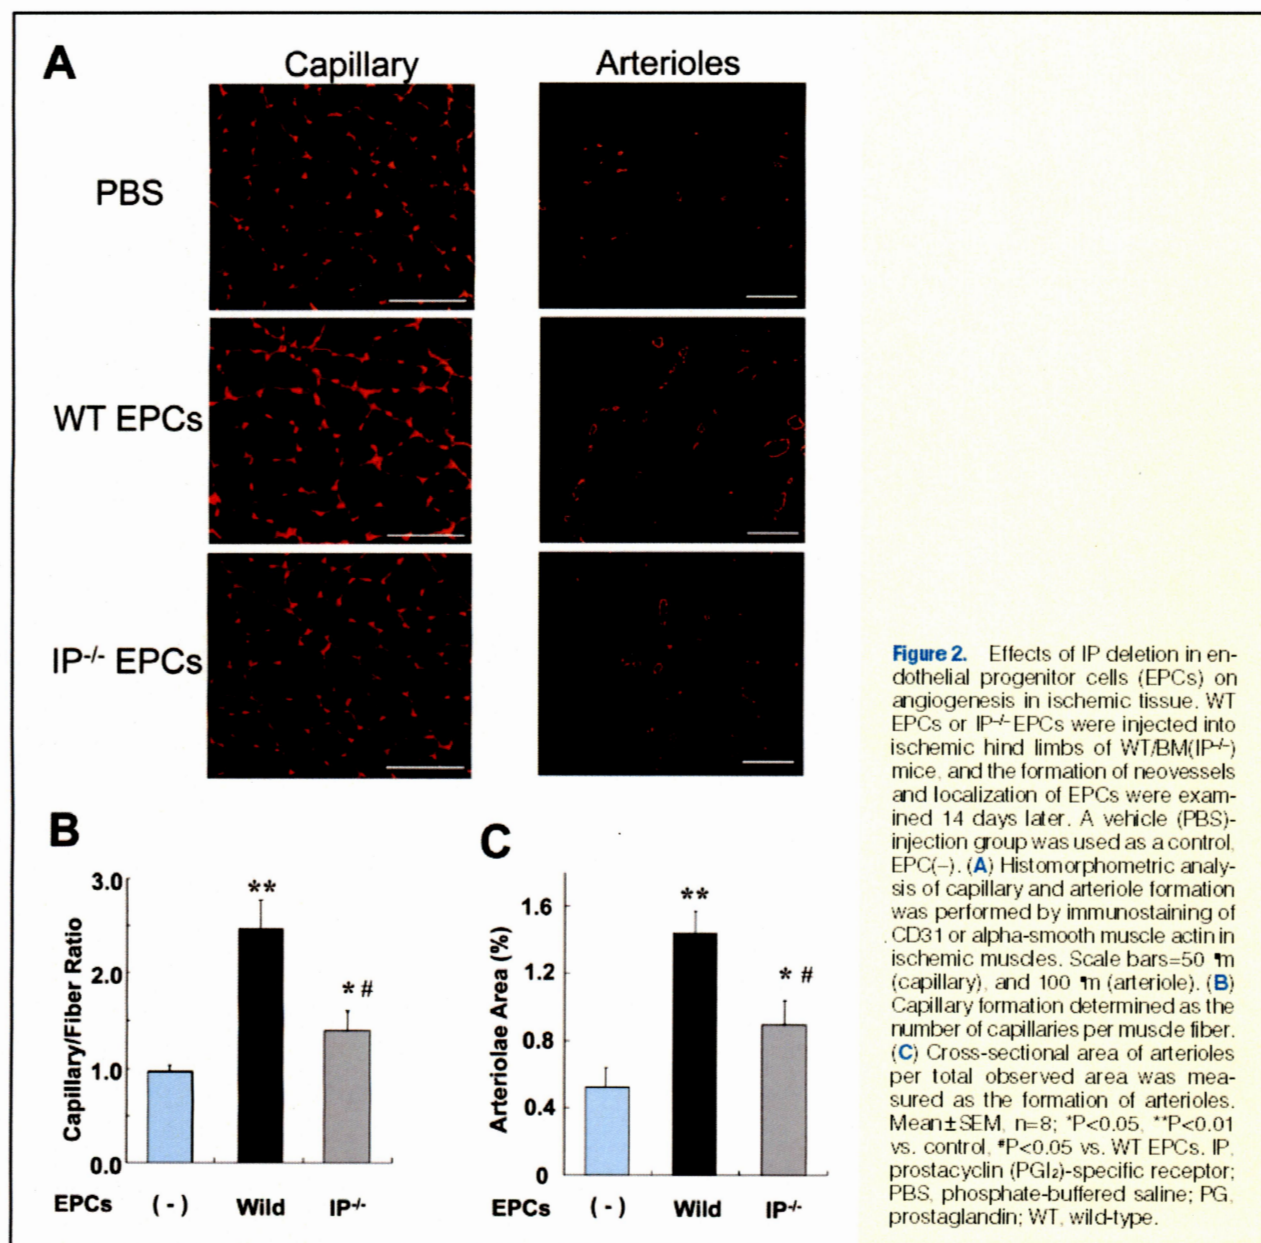 A
Capillary Arterioles
PBS
WT EPCs
IP-/- EPCs
B
3.0
2.0
1.0
0.0
Capillary/Fiber Ratio
**
* #
EPCs (-) Wild IP-/-
C
1.6
1.2
0.8
0.4
0
Arteriolae Area (%)
**
* #
EPCs (-) Wild IP-/-
Figure 2. Effects of IP deletion in en-
dothelial progenitor cells (EPCs) on
angiogenesis in ischemic tissue. WT
EPCs or IP-/- EPCs were injected into
ischemic hind limbs of WT/BM(IP-/-)
mice, and the formation of neovessels
and localization of EPCs were exam-
ined 14 days later. A vehicle (PBS)-
injection group was used as a control,
EPC(–). (A) Histomorphometric analy-
sis of capillary and arteriole formation
was performed by immunostaining of
CD31 or alpha-smooth muscle actin in
ischemic muscles. Scale bars=50 ¶m
(capillary), and 100 ¶m (arteriole). (B)
Capillary formation determined as the
number of capillaries per muscle fiber.
(C) Cross-sectional area of arterioles
per total observed area was mea-
sured as the formation of arterioles.
Mean±SEM, n=8; *P<0.05, **P<0.01
vs. control, #P<0.05 vs. WT EPCs. IP,
prostacyclin (PGI₂)-specific receptor;
PBS, phosphate-buffered saline; PG,
prostaglandin; WT, wild-type.